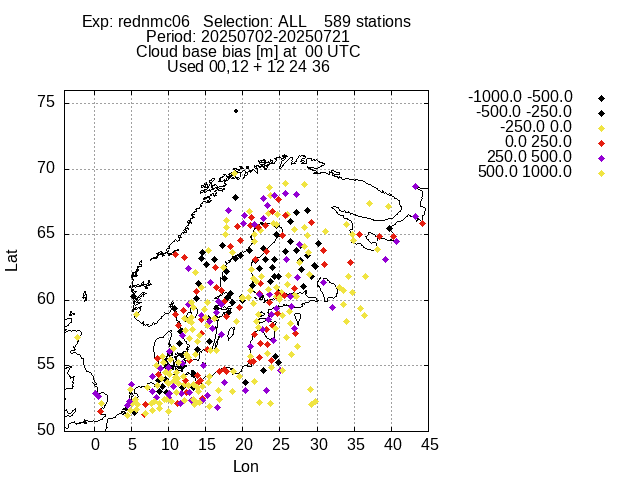 Exp: rednmc06 Selection: ALL 589 stations
Period: 20250702-20250721
Cloud base bias [m] at 00 UTC
Used 00,12 + 12 24 36
-1000.0 -500.0
-500.0 -250.0
-250.0 0.0
0.0 250.0
250.0 500.0
500.0 1000.0
75
70
65
60
55
50
Lat
0 5 10 15 20 25 30 35 40 45
Lon